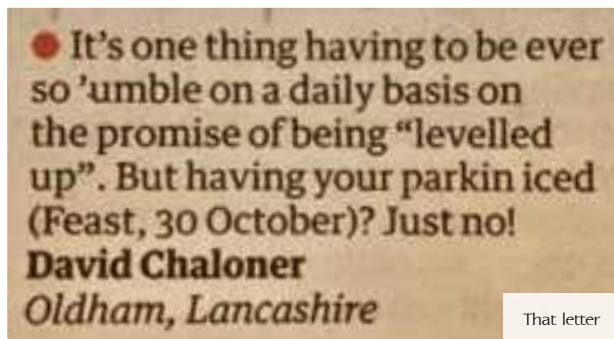 It's one thing having to be ever
so 'umble on a daily basis on
the promise of being “levelled
up”. But having your parkin iced
(Feast, 30 October)? Just no!
David Chaloner
Oldham, Lancashire
That letter